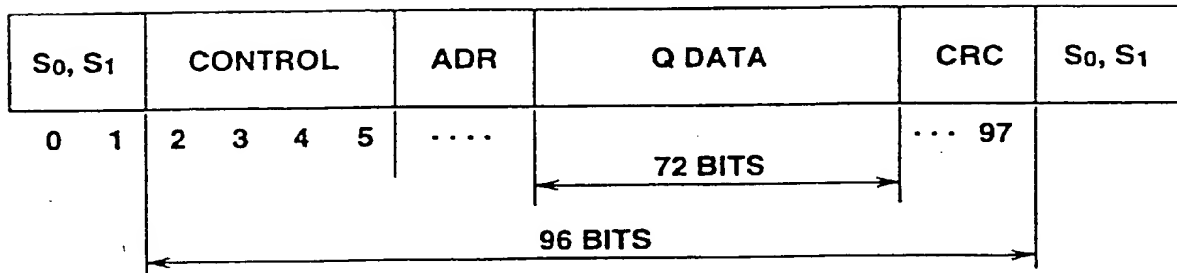 S0, S1 CONTROL ADR Q DATA CRC S0, S1
0 1 2 3 4 5 .... ... 97
72 BITS
96 BITS